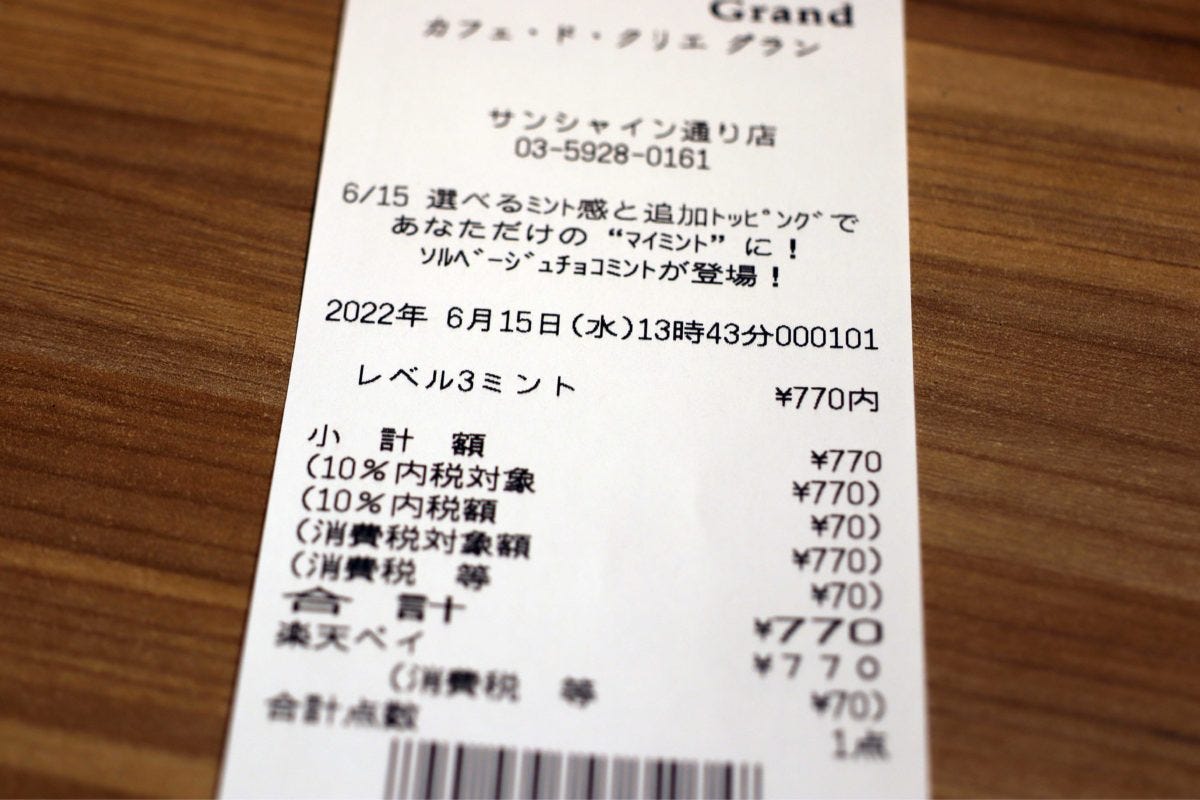 Grand
カフェ・ド・クリエ グラン
サンシャイン通り店
03-5928-0161
6/15 選べるﾐﾝﾄ感と追加ﾄｯﾋﾟﾝｸﾞで
あなただけの “ﾏｲﾐﾝﾄ” に！
ｿﾙﾍﾞｰｼﾞｭﾁｮｺﾐﾝﾄが登場！
2022年 6月15日(水)13時43分000101
レベル3ミント ¥770内
小 計 額 ¥770
(10%内税対象 ¥770)
(10%内税額 ¥70)
(消費税対象額 ¥770)
(消費税 等 ¥70)
合 計 ¥770
楽天ペイ ¥770
(消費税 等 ¥70)
合計点数 1点